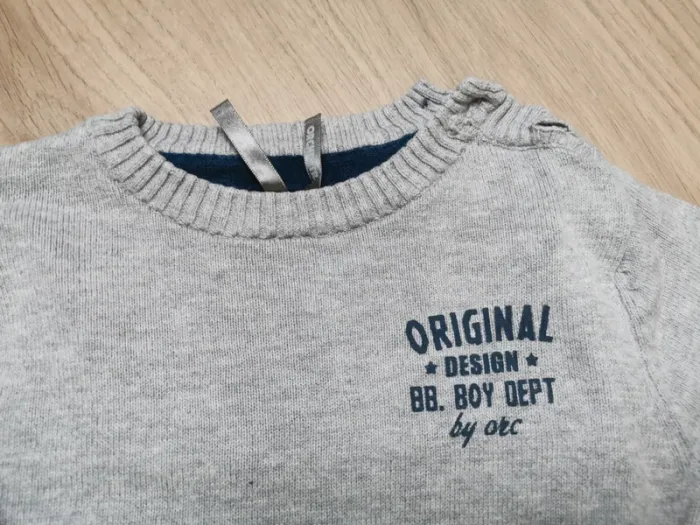 ORIGINAL
★ DESIGN ★
BB. BOY DEPT
by orc